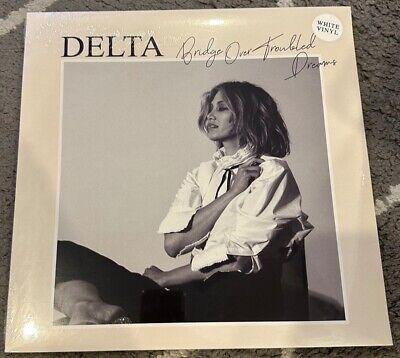 DELTA
Bridge Over Troubled
Dreams
WHITE
VINYL